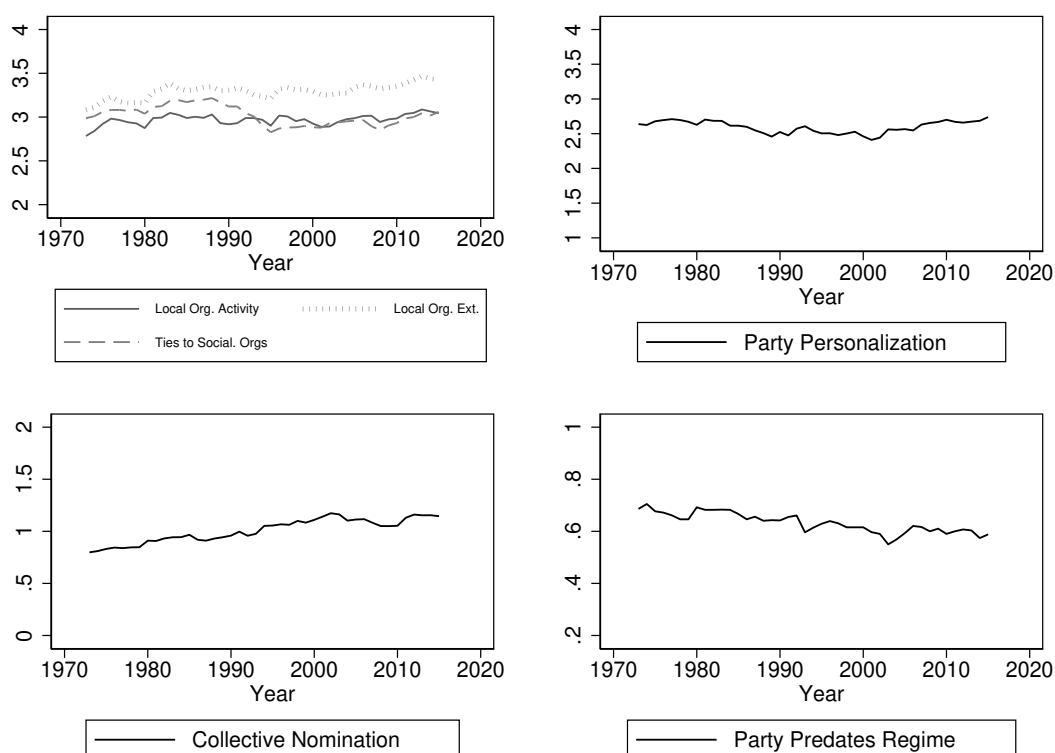 4
3.5
3
2.5
2
1970 1980 1990 2000 2010 2020
Year
Local Org. Activity
Local Org. Ext.
Ties to Social. Orgs
4
3.5
3
2.5
2
1.5
1
1970 1980 1990 2000 2010 2020
Year
Party Personalization
2
1.5
1
.5
0
1970 1980 1990 2000 2010 2020
Year
Collective Nomination
1
.8
.6
.4
.2
1970 1980 1990 2000 2010 2020
Year
Party Predates Regime